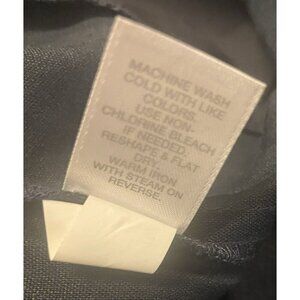 MACHINE WASH
COLD WITH LIKE
COLORS.
USE NON-
CHLORINE BLEACH
IF NEEDED.
RESHAPE & FLAT
DRY.
WARM IRON
WITH STEAM ON
REVERSE.